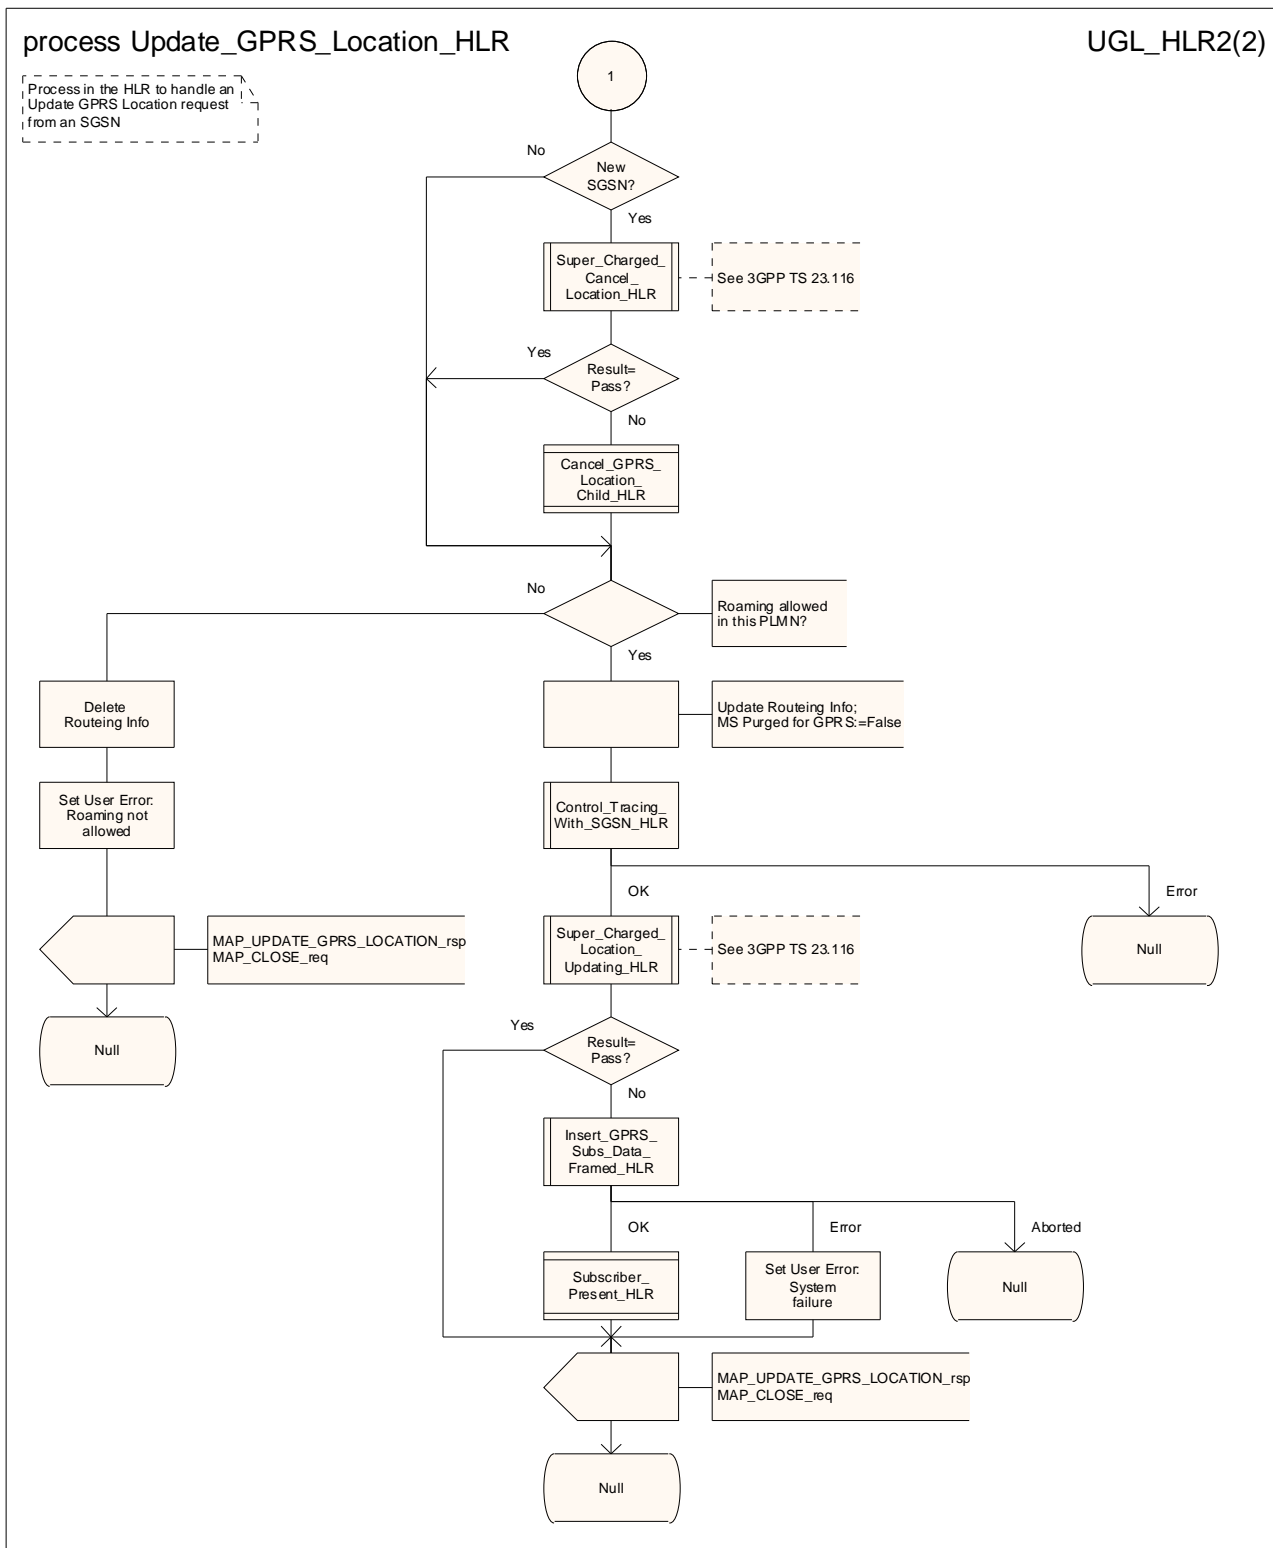 process Update_GPRS_Location_HLR
UGL_HLR2(2)
Process in the HLR to handle an
Update GPRS Location request
from an SGSN
1
No
New
SGSN?
Yes
Super_Charged_
Cancel_
Location_HLR
See 3GPP TS 23.116
Yes
Result=
Pass?
No
Cancel_GPRS_
Location_
Child_HLR
No
Roaming allowed
in this PLMN?
Yes
Delete
Routeing Info
Update Routeing Info;
MS Purged for GPRS:=False
Set User Error:
Roaming not
allowed
Control_Tracing_
With_SGSN_HLR
OK
Error
MAP_UPDATE_GPRS_LOCATION_rsp
MAP_CLOSE_req
Super_Charged_
Location_
Updating_HLR
See 3GPP TS 23.116
Null
Null
Yes
Result=
Pass?
No
Insert_GPRS_
Subs_Data_
Framed_HLR
OK
Error
Aborted
Subscriber_
Present_HLR
Set User Error:
System
failure
Null
MAP_UPDATE_GPRS_LOCATION_rsp
MAP_CLOSE_req
Null